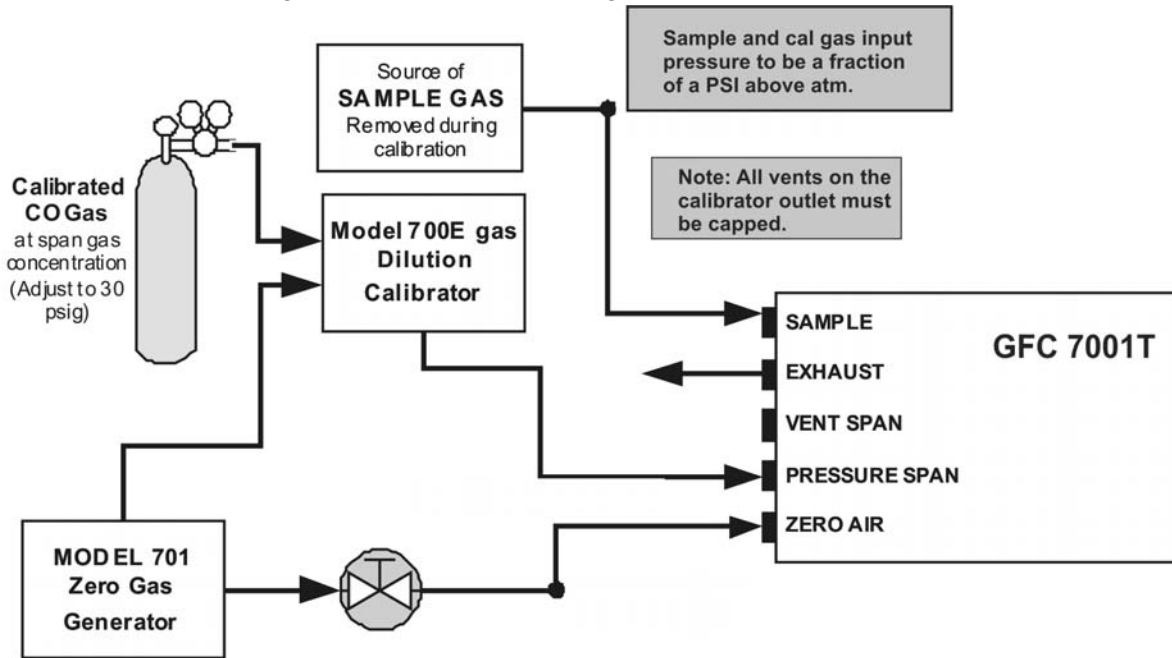 Source of
SAMPLE GAS
Removed during
calibration
Sample and cal gas input
pressure to be a fraction
of a PSI above atm.
Calibrated
CO Gas
at span gas
concentration
(Adjust to 30
psig)
Model 700E gas
Dilution
Calibrator
Note: All vents on the
calibrator outlet must
be capped.
GFC 7001T
SAMPLE
EXHAUST
VENT SPAN
PRESSURE SPAN
ZERO AIR
MODEL 701
Zero Gas
Generator